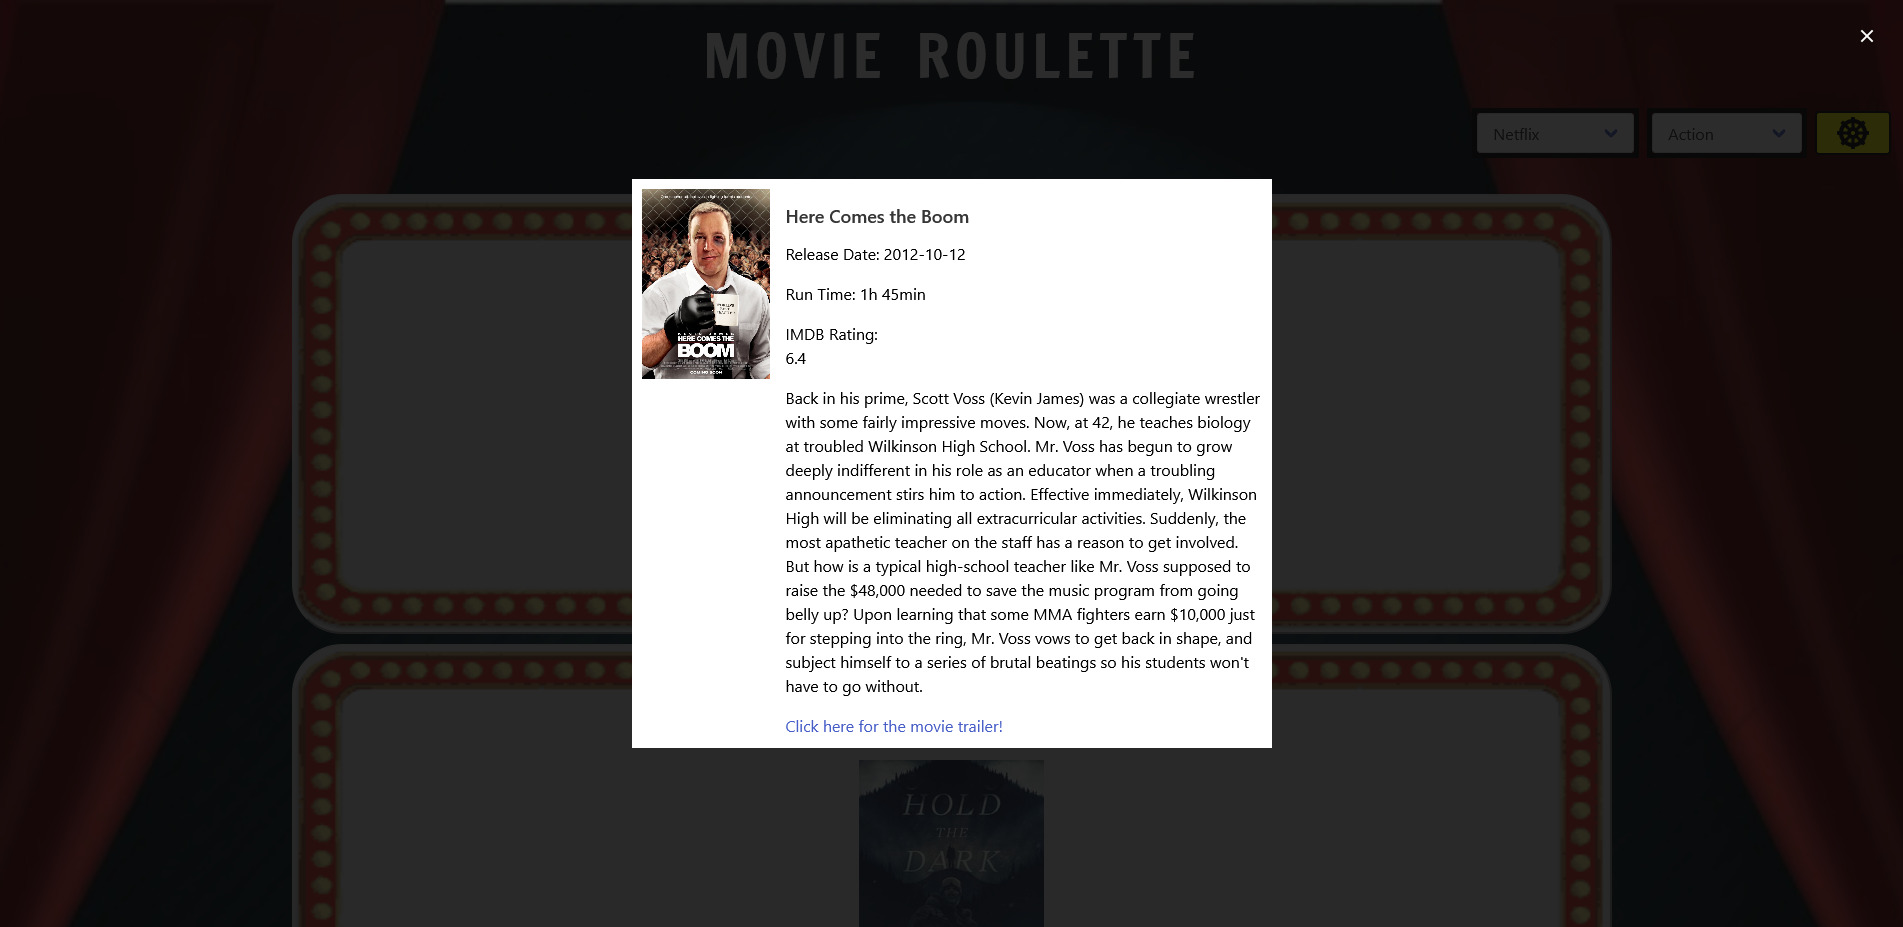 MOVIE ROULETTE
Netflix
Action
Here Comes the Boom
Release Date: 2012-10-12
Run Time: 1h 45min
IMDB Rating:
6.4
Back in his prime, Scott Voss (Kevin James) was a collegiate wrestler
with some fairly impressive moves. Now, at 42, he teaches biology
at troubled Wilkinson High School. Mr. Voss has begun to grow
deeply indifferent in his role as an educator when a troubling
announcement stirs him to action. Effective immediately, Wilkinson
High will be eliminating all extracurricular activities. Suddenly, the
most apathetic teacher on the staff has a reason to get involved.
But how is a typical high-school teacher like Mr. Voss supposed to
raise the $48,000 needed to save the music program from going
belly up? Upon learning that some MMA fighters earn $10,000 just
for stepping into the ring, Mr. Voss vows to get back in shape, and
subject himself to a series of brutal beatings so his students won't
have to go without.
Click here for the movie trailer!
KEVIN JAMES
HERE COMES THE
BOOM
COMING SOON
HOLD
THE
DARK